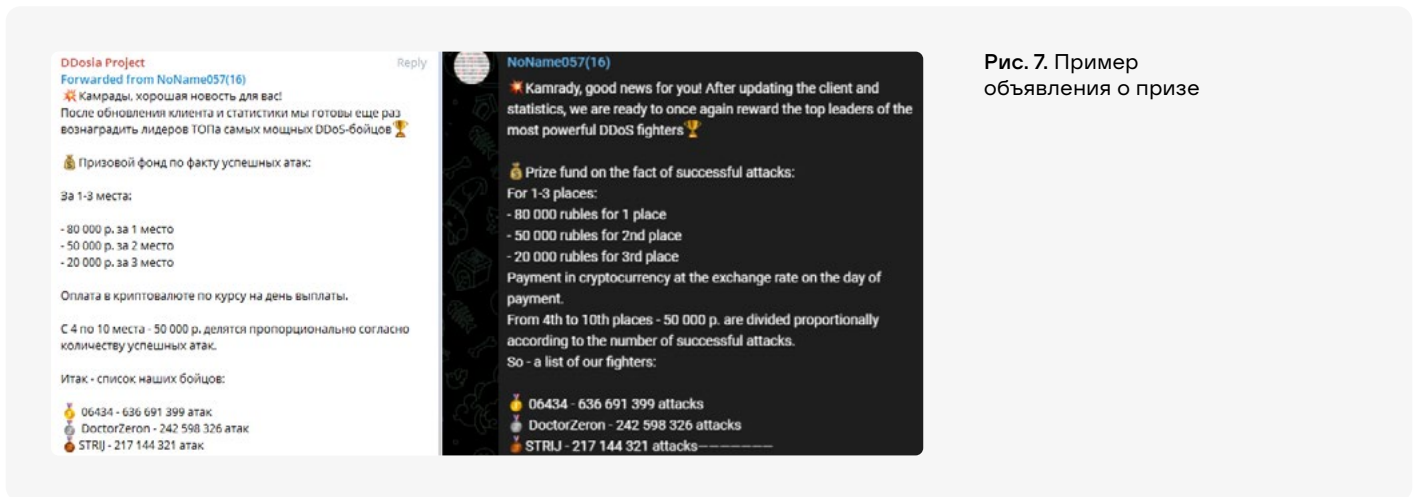 DDosia Project
Reply
Forwarded from NoName057(16)
💥Камрады, хорошая новость для вас!
После обновления клиента и статистики мы готовы еще раз
вознаградить лидеров ТОПа самых мощных DDoS-бойцов🏆
💰Призовой фонд по факту успешных атак:
За 1-3 места:
- 80 000 р. за 1 место
- 50 000 р. за 2 место
- 20 000 р. за 3 место
Оплата в криптовалюте по курсу на день выплаты.
С 4 по 10 места - 50 000 р. делятся пропорционально согласно
количеству успешных атак.
Итак - список наших бойцов:
🥇 06434 - 636 691 399 атак
🥈 DoctorZeron - 242 598 326 атак
🥉 STRIJ - 217 144 321 атак
NoName057(16)
💥Kamrady, good news for you! After updating the client and
statistics, we are ready to once again reward the top leaders of the
most powerful DDoS fighters🏆
💰Prize fund on the fact of successful attacks:
For 1-3 places:
- 80 000 rubles for 1 place
- 50 000 rubles for 2nd place
- 20 000 rubles for 3rd place
Payment in cryptocurrency at the exchange rate on the day of
payment.
From 4th to 10th places - 50 000 р. are divided proportionally
according to the number of successful attacks.
So - a list of our fighters:
🥇 06434 - 636 691 399 attacks
🥈 DoctorZeron - 242 598 326 attacks
🥉 STRIJ - 217 144 321 attacks———————
Рис. 7. Пример
объявления о призе